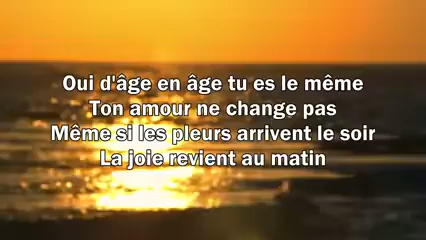 Oui d'âge en âge tu es le même
Ton amour ne change pas
Même si les pleurs arrivent le soir
La joie revient au matin